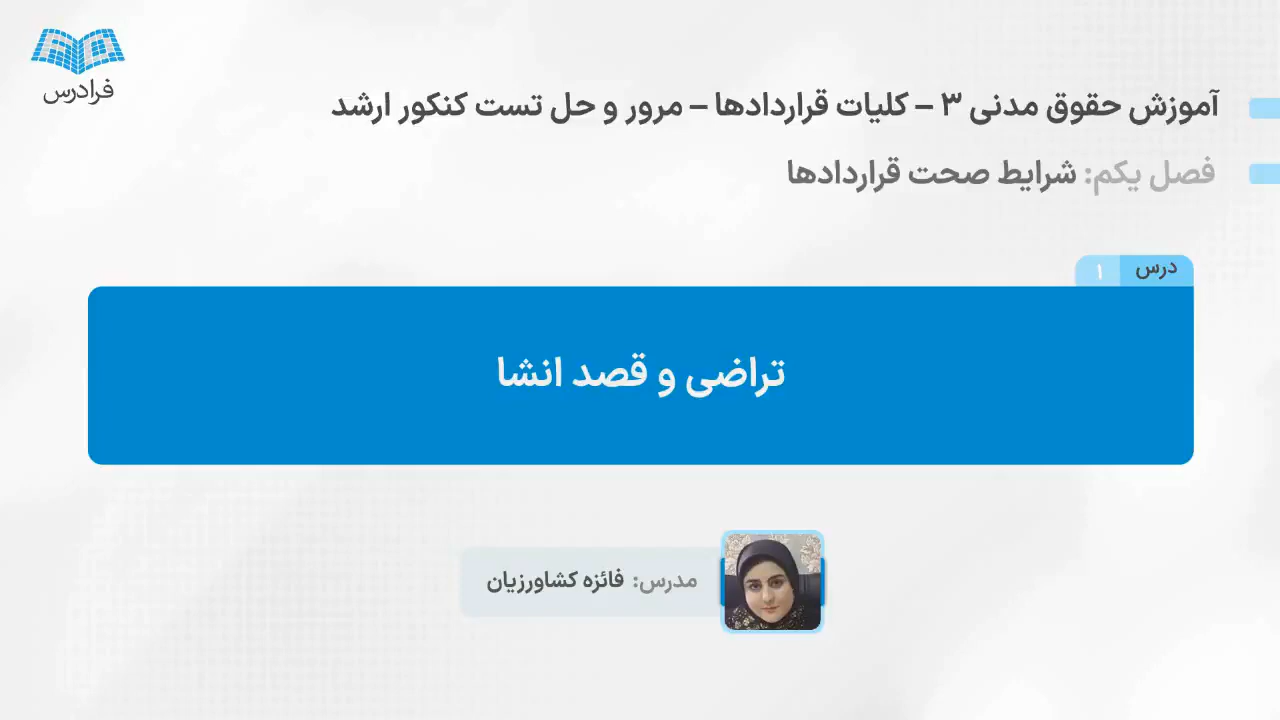 فرادرس
آموزش حقوق مدنی ۳ – کلیات قراردادها – مرور و حل تست کنکور ارشد
فصل یکم: شرایط صحت قراردادها
درس ۱
تراضی و قصد انشا
مدرس: فائزه کشاورزیان